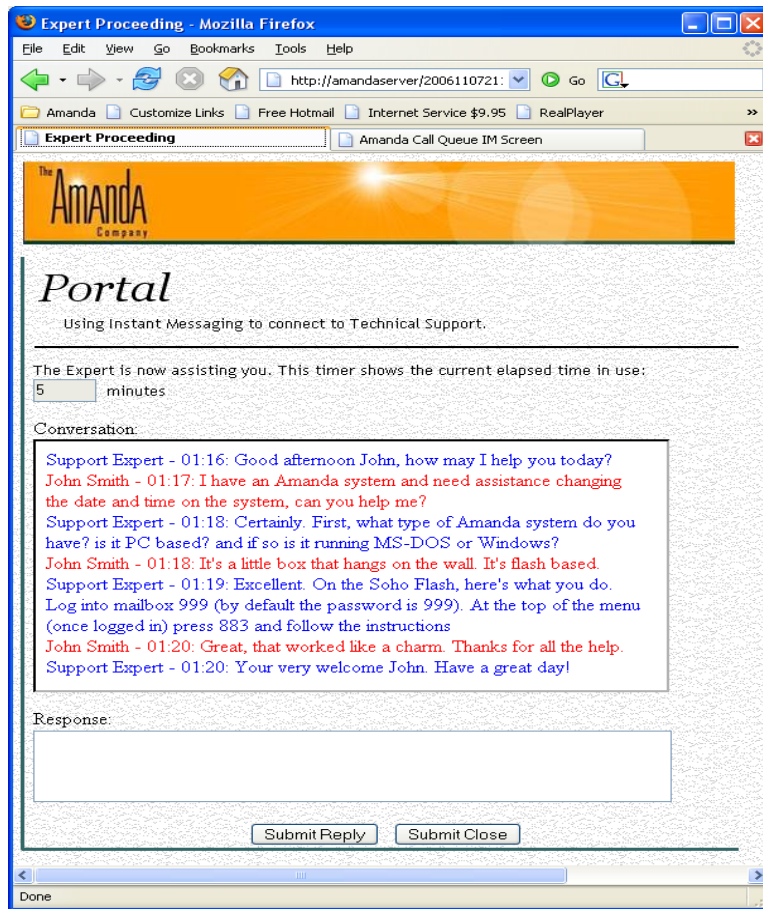 Expert Proceeding - Mozilla Firefox
File Edit View Go Bookmarks Tools Help
http://amandaserver/2006110721: Go G
Amanda Customize Links Free Hotmail Internet Service $9.95 RealPlayer »
Expert Proceeding Amanda Call Queue IM Screen
The
Amanda
Company
Portal
Using Instant Messaging to connect to Technical Support.
The Expert is now assisting you. This timer shows the current elapsed time in use:
5 minutes
Conversation:
Support Expert - 01:16: Good afternoon John, how may I help you today?
John Smith - 01:17: I have an Amanda system and need assistance changing
the date and time on the system, can you help me?
Support Expert - 01:18: Certainly. First, what type of Amanda system do you
have? is it PC based? and if so is it running MS-DOS or Windows?
John Smith - 01:18: It's a little box that hangs on the wall. It's flash based.
Support Expert - 01:19: Excellent. On the Soho Flash, here's what you do.
Log into mailbox 999 (by default the password is 999). At the top of the menu
(once logged in) press 883 and follow the instructions
John Smith - 01:20: Great, that worked like a charm. Thanks for all the help.
Support Expert - 01:20: Your very welcome John. Have a great day!
Response:
Submit Reply Submit Close
Done